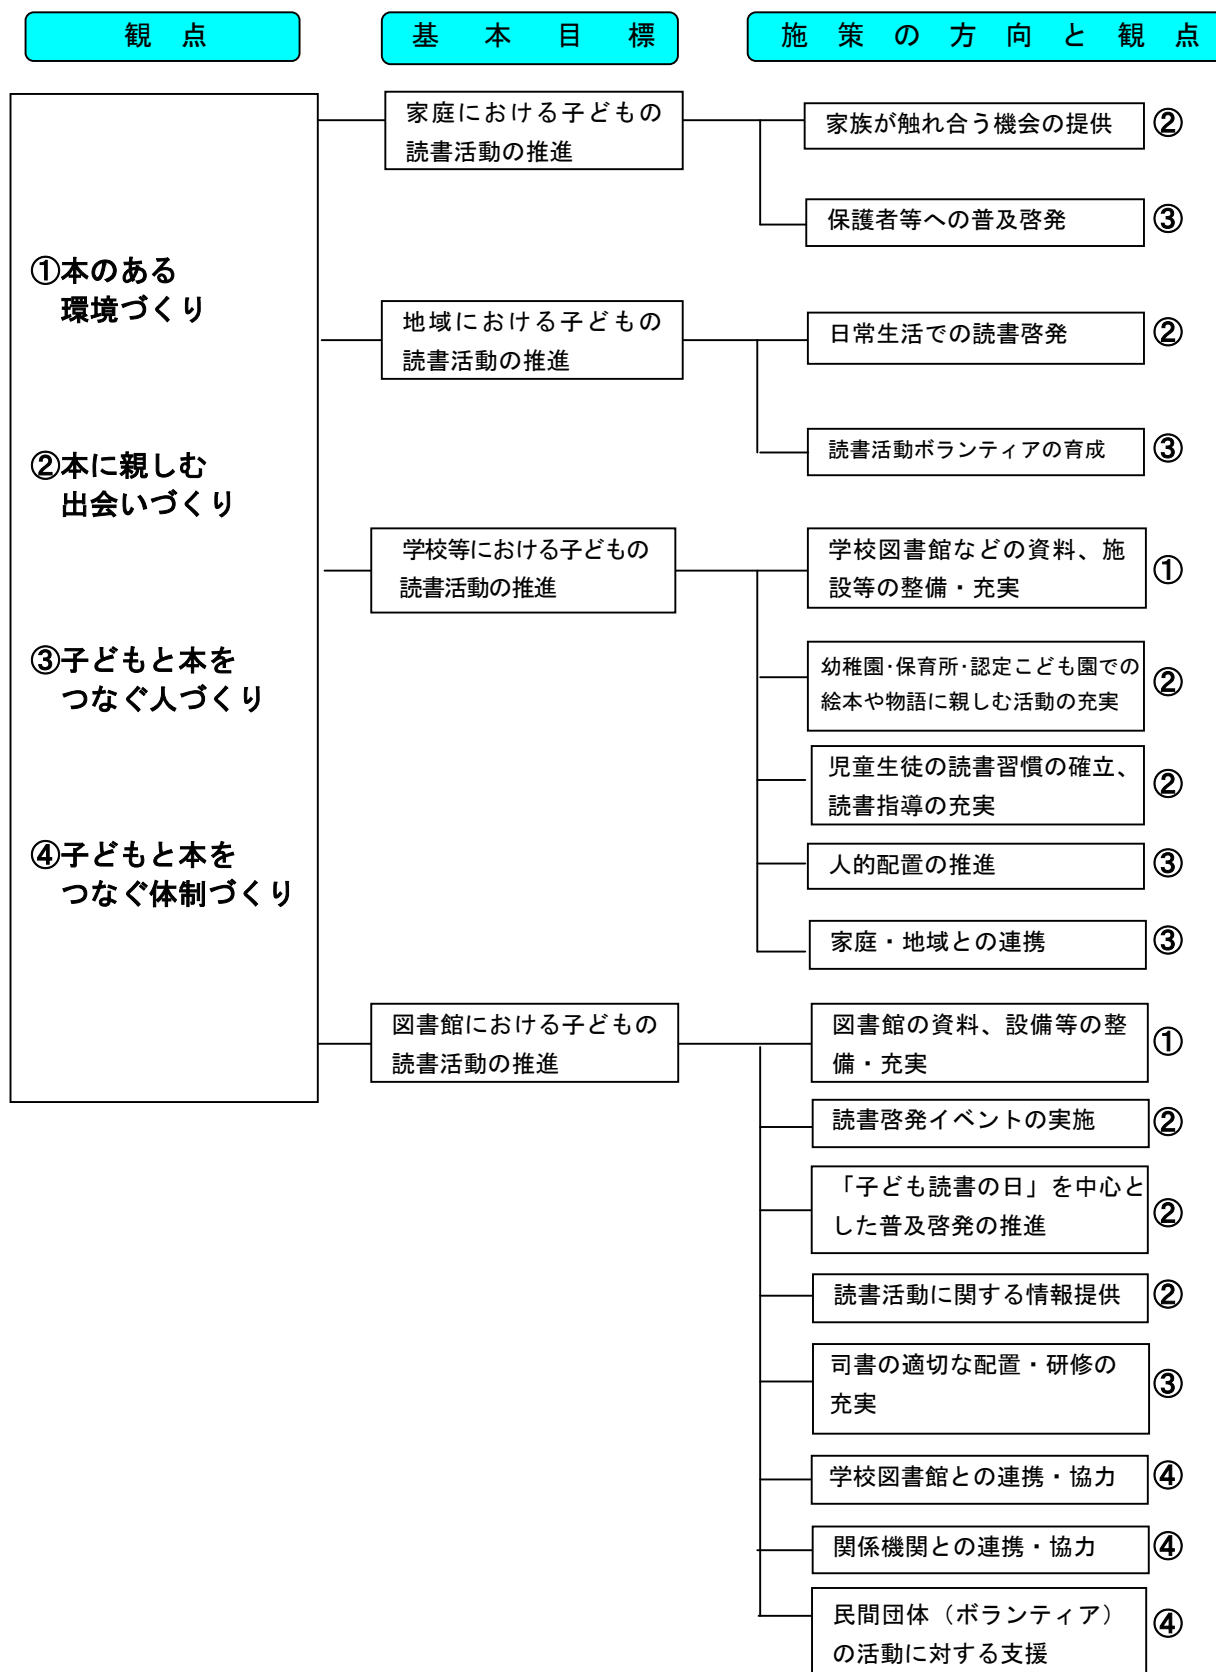 観点
基本目標
施策の方向と観点
①本のある
環境づくり
②本に親しむ
出会いづくり
③子どもと本を
つなぐ人づくり
④子どもと本を
つなぐ体制づくり
家庭における子どもの
読書活動の推進
家族が触れ合う機会の提供
②
保護者等への普及啓発
③
地域における子どもの
読書活動の推進
日常生活での読書啓発
②
読書活動ボランティアの育成
③
学校等における子どもの
読書活動の推進
学校図書館などの資料、施
設等の整備・充実
①
幼稚園･保育所･認定こども園での
絵本や物語に親しむ活動の充実
②
児童生徒の読書習慣の確立、
読書指導の充実
②
人的配置の推進
③
家庭・地域との連携
③
図書館における子どもの
読書活動の推進
図書館の資料、設備等の整
備・充実
①
読書啓発イベントの実施
②
「子ども読書の日」を中心と
した普及啓発の推進
②
読書活動に関する情報提供
②
司書の適切な配置・研修の
充実
③
学校図書館との連携・協力
④
関係機関との連携・協力
④
民間団体（ボランティア）
の活動に対する支援
④